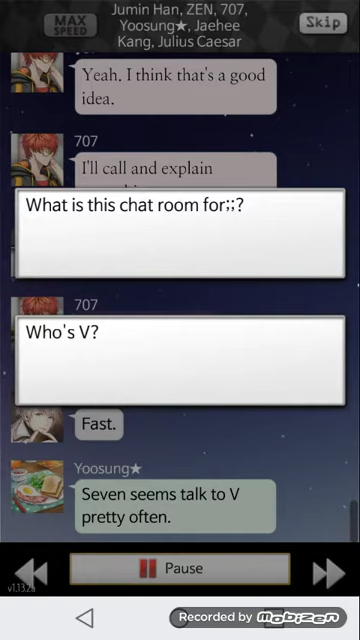 Jumin Han, ZEN, 707,
Yoosung★, Jaehee
Kang, Julius Caesar
MAX
SPEED
Skip
Yeah. I think that's a good
idea.
707
I'll call and explain
What is this chat room for;;?
707
Who's V?
Fast.
Yoosung★
Seven seems talk to V
pretty often.
Pause
v1.13.2a
Recorded by Mobizen